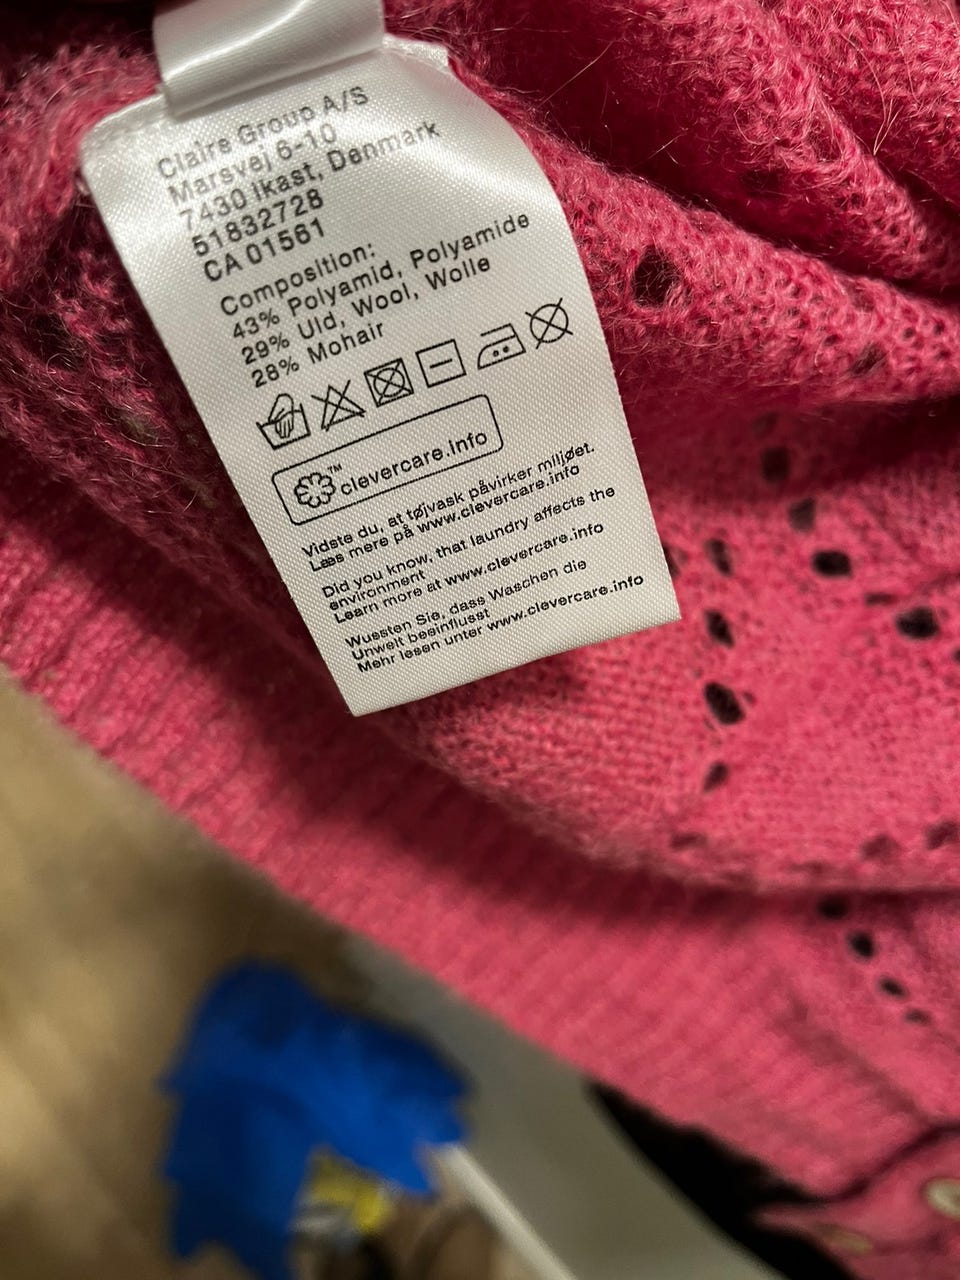 Claire Group A/S
Marsvej 6-10
7430 Ikast, Denmark
51832728
CA 01561
Composition:
43% Polyamid, Polyamide
29% Uld, Wool, Wolle
28% Mohair
™
clevercare.info
Vidste du, at tøjvask påvirker miljøet.
Læs mere på www.clevercare.info
Did you know, that laundry affects the
environment
Learn more at www.clevercare.info
Wussten Sie, dass Waschen die
Umwelt beeinflusst
Mehr lesen unter www.clevercare.info